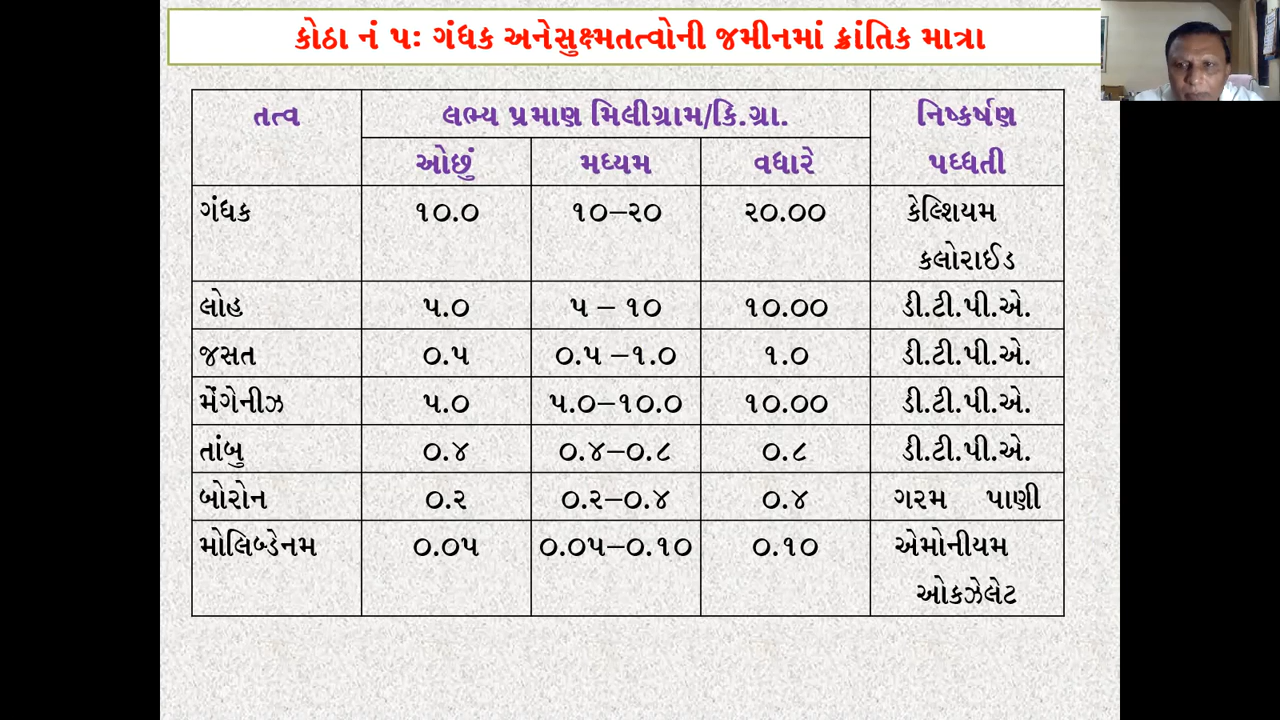 કોઠા નં ૫ઃ ગંધક અનેસુક્ષ્મતત્વોની જમીનમાં ક્રાંતિક માત્રા
તત્વ લભ્ય પ્રમાણ મિલીગ્રામ/કિ.ગ્રા. નિષ્કર્ષણ
ઓછું મધ્યમ વધારે પધ્ધતી
ગંધક ૧૦.૦ ૧૦–૨૦ ૨૦.૦૦ કેલ્શિયમ
કલોરાઈડ
લોહ ૫.૦ ૫ – ૧૦ ૧૦.૦૦ ડી.ટી.પી.એ.
જસત ૦.૫ ૦.૫ –૧.૦ ૧.૦ ડી.ટી.પી.એ.
મેંગેનીઝ ૫.૦ ૫.૦–૧૦.૦ ૧૦.૦૦ ડી.ટી.પી.એ.
તાંબુ ૦.૪ ૦.૪–૦.૮ ૦.૮ ડી.ટી.પી.એ.
બોરોન ૦.૨ ૦.૨–૦.૪ ૦.૪ ગરમ પાણી
મોલિબ્ડેનમ ૦.૦૫ ૦.૦૫–૦.૧૦ ૦.૧૦ એમોનીયમ
ઓકઝેલેટ